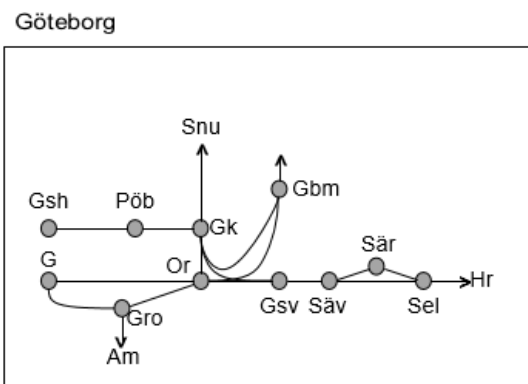 Göteborg
Snu
Gsh Pöb Gk Gbm
G Or Sär
Gro Gsv Säv Sel Hr
Am